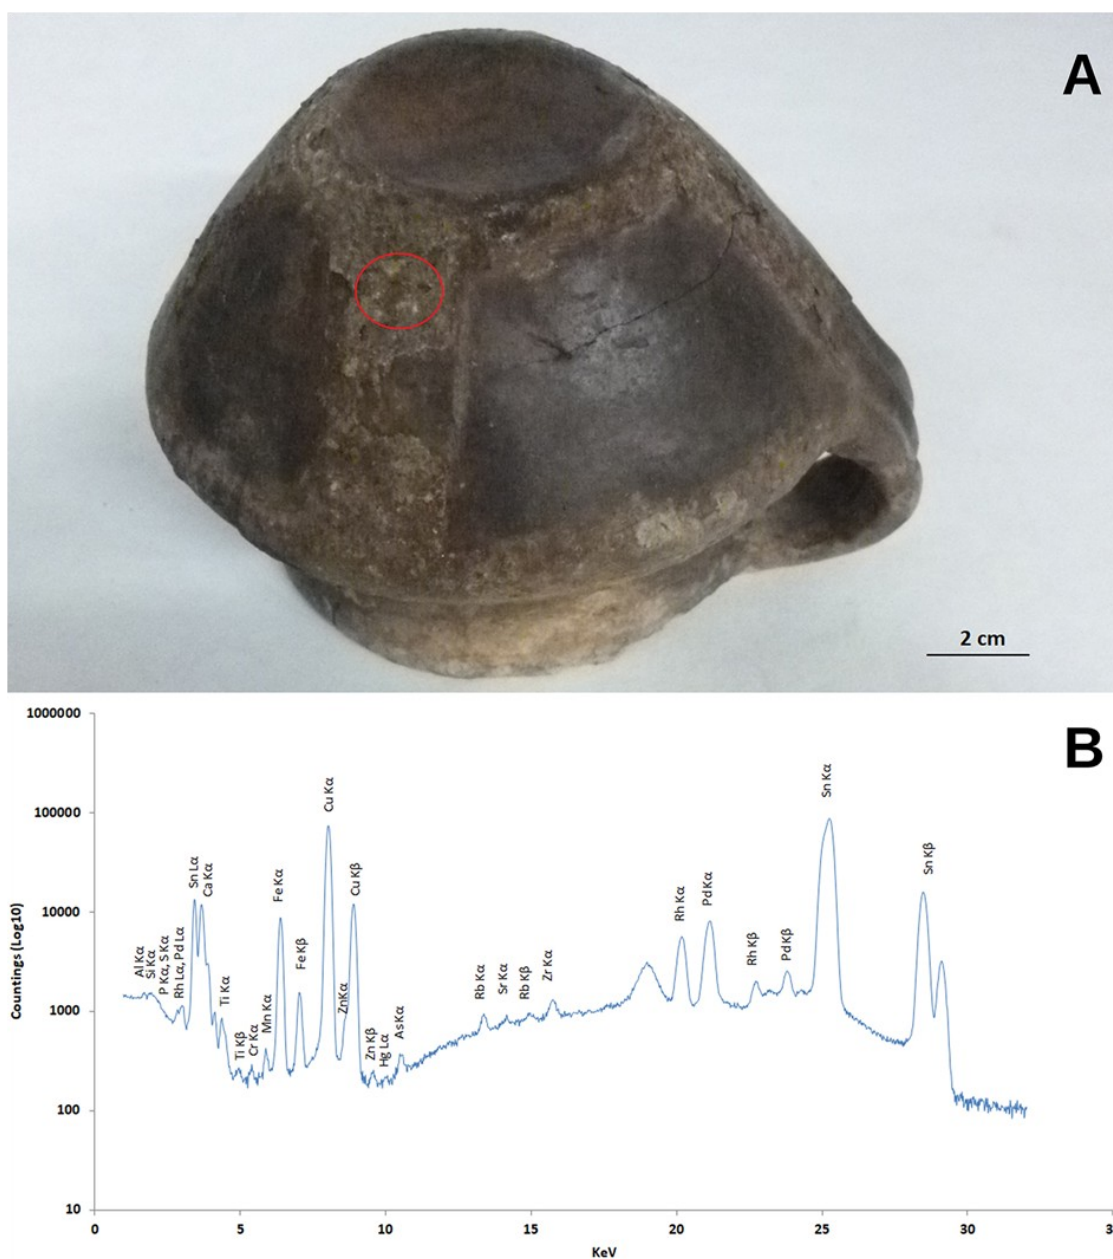 A
2 cm
B
1000000
100000
10000
1000
100
10
Countings (Log10)
0
5
10
15
20
25
30
3
KeV
Al Kα
Si Kα
P Kα, S Kα
Rh Lα, Pd Lα
Sn Lα
Ca Kα
Ti Kα
Ti Kβ
Cr Kα
Mn Kα
Fe Kα
Fe Kβ
Cu Kα
ZnKα
Cu Kβ
Zn Kβ
Hg Lα
As Kα
Rb Kα
Sr Kα
Rb Kβ
Zr Kα
Rh Kα
Pd Kα
Rh Kβ
Pd Kβ
Sn Kα
Sn Kβ